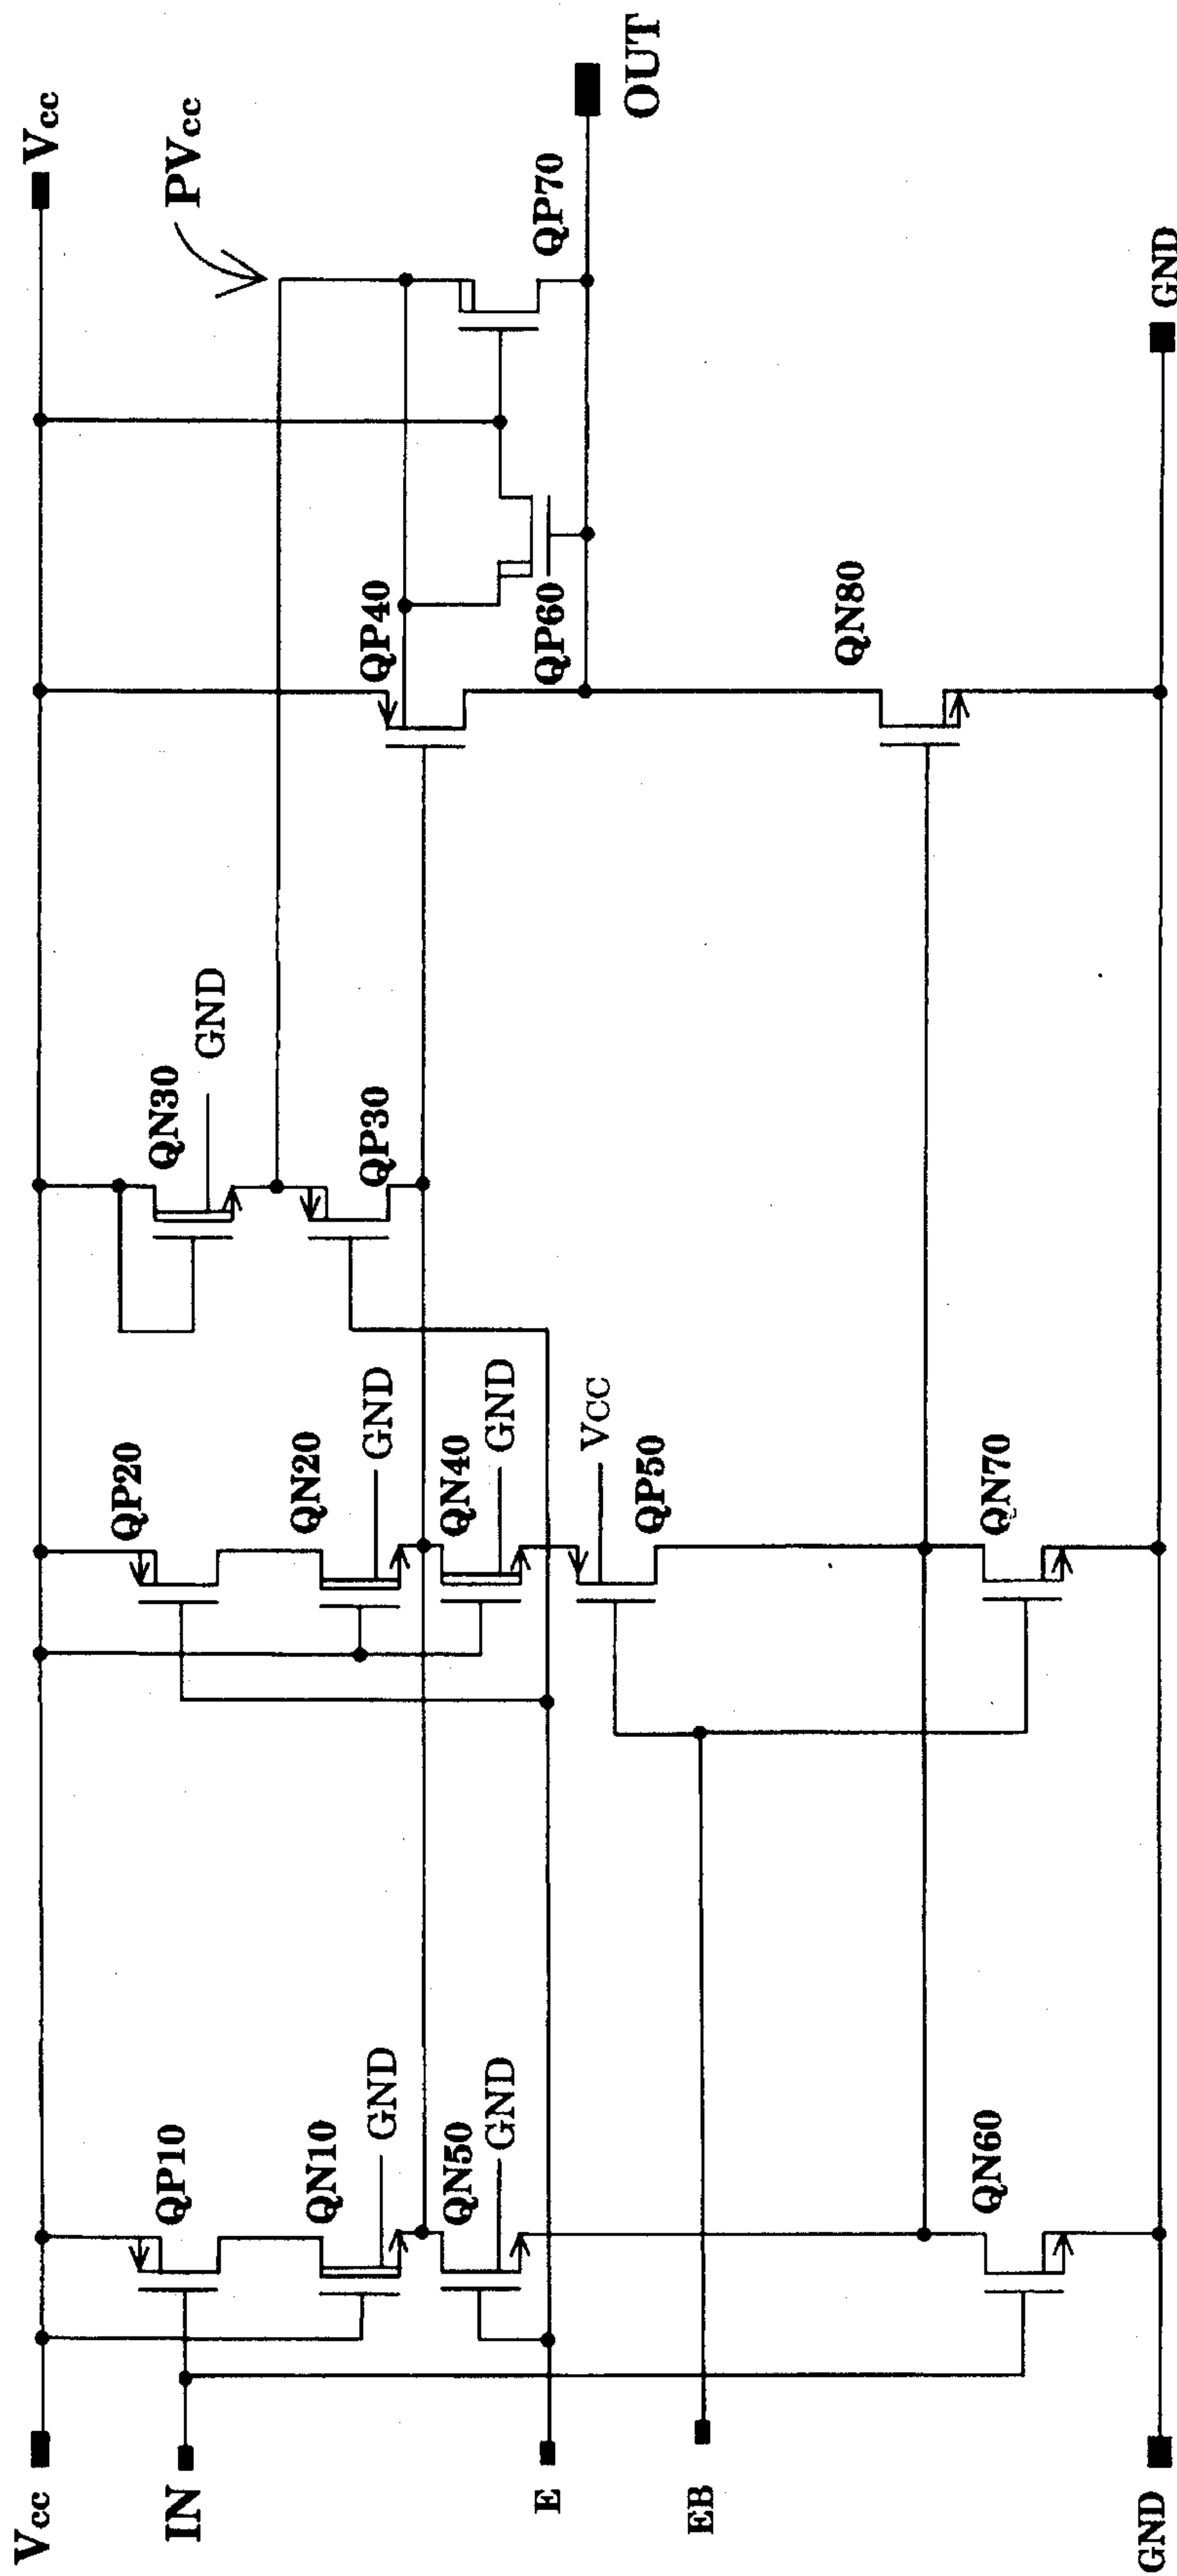 Vcc
IN
E
EB
GND
QP10
QN10
GND
QN50
GND
QN60
QP20
QN20
GND
QN40
GND
VCC
QP50
QN70
QN30
GND
QP30
QP40
QP60
QN80
Vcc
PVcc
QP70
OUT
GND